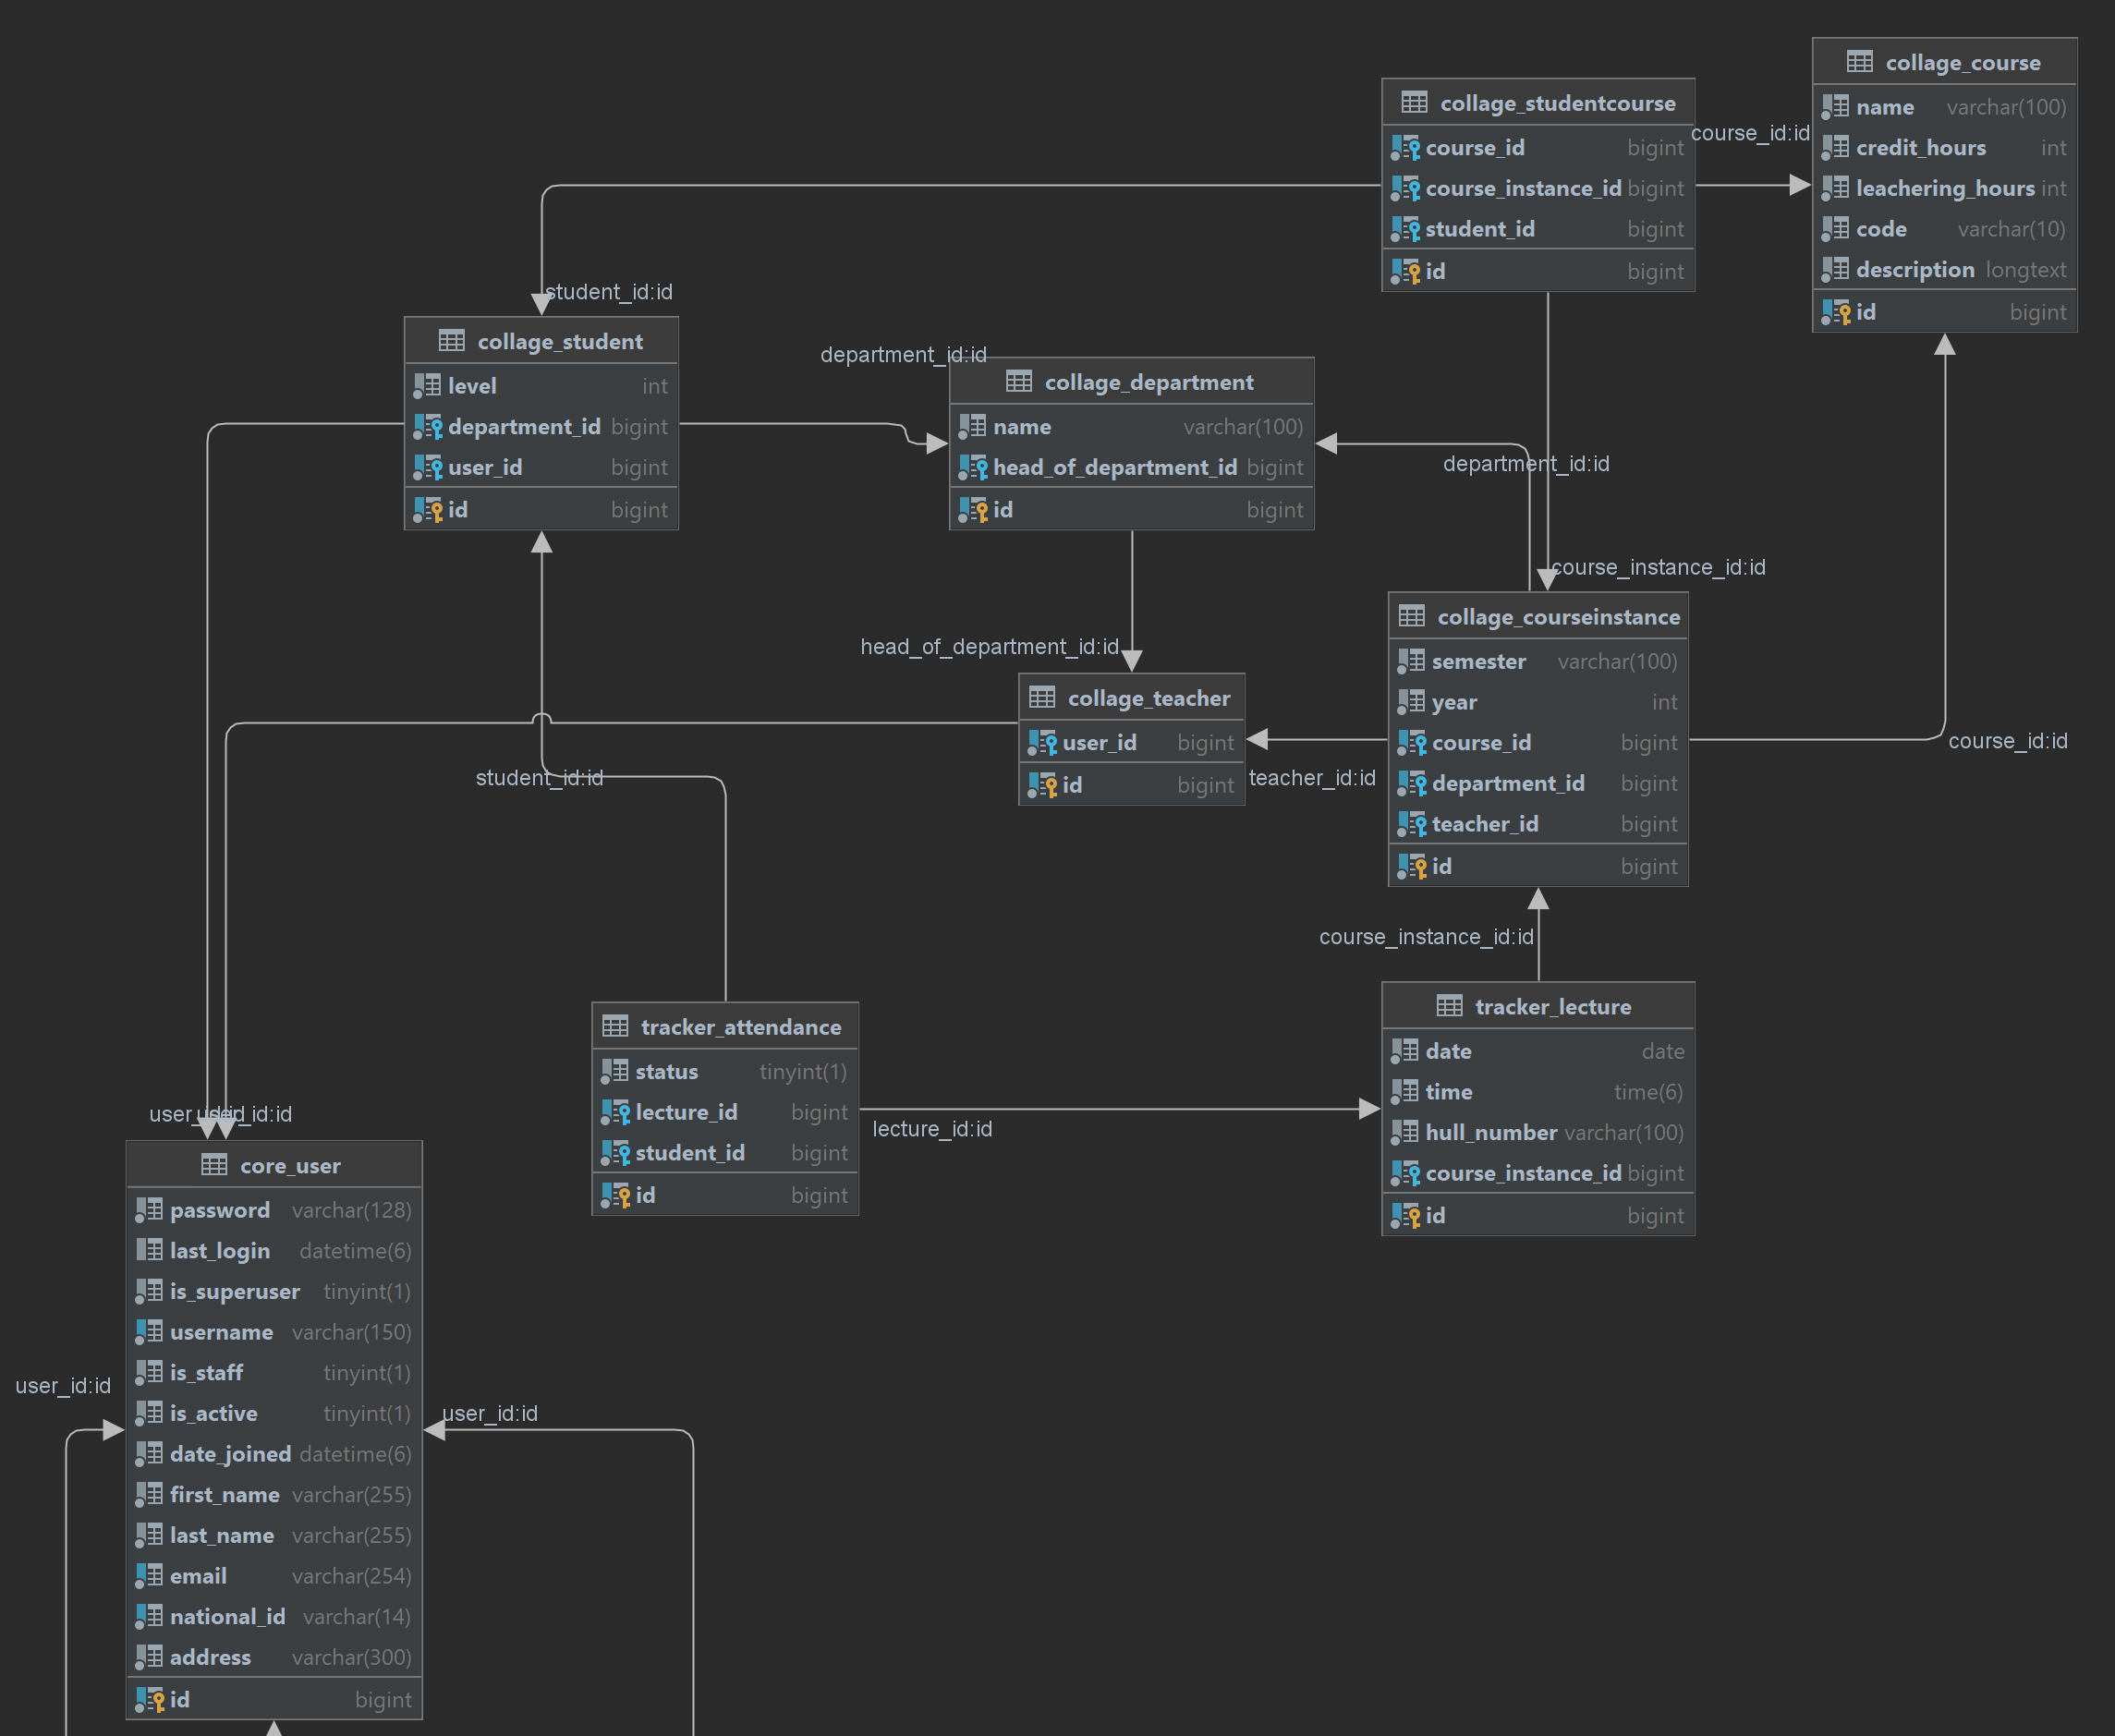 collage_course
name varchar(100)
credit_hours int
leachering_hours int
code varchar(10)
description longtext
id bigint
collage_studentcourse
course_id bigint
course_instance_id bigint
student_id bigint
id bigint
course_id:id
student_id:id
collage_student
level int
department_id bigint
user_id bigint
id bigint
department_id:id
collage_department
name varchar(100)
head_of_department_id bigint
id bigint
department_id:id
course_instance_id:id
head_of_department_id:id
collage_teacher
user_id bigint
id bigint
teacher_id:id
collage_courseinstance
semester varchar(100)
year int
course_id bigint
department_id bigint
teacher_id bigint
id bigint
course_id:id
student_id:id
course_instance_id:id
tracker_attendance
status tinyint(1)
lecture_id bigint
student_id bigint
id bigint
lecture_id:id
tracker_lecture
date date
time time(6)
hull_number varchar(100)
course_instance_id bigint
id bigint
user_id:id
user_id:id
core_user
password varchar(128)
last_login datetime(6)
is_superuser tinyint(1)
username varchar(150)
is_staff tinyint(1)
is_active tinyint(1)
date_joined datetime(6)
first_name varchar(255)
last_name varchar(255)
email varchar(254)
national_id varchar(14)
address varchar(300)
id bigint
user_id:id
user_id:id